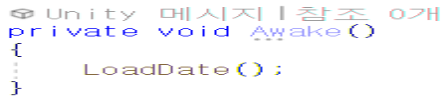 Unity 메시지 | 참조 0개
private void Awake()
{
LoadDate();
}